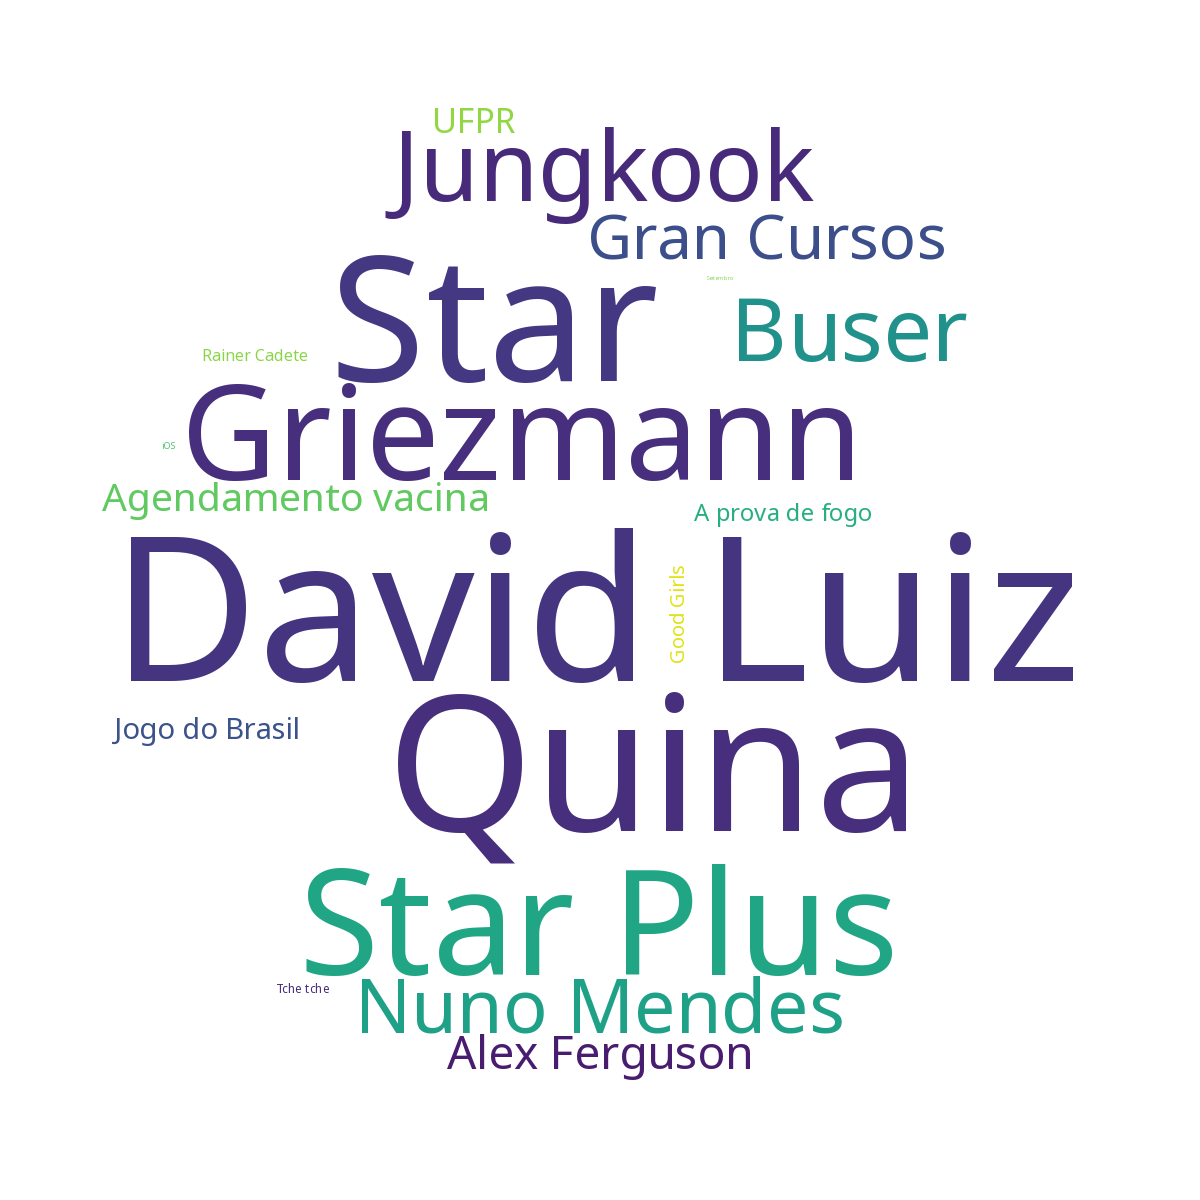 UFPR
Jungkook
Gran Cursos
Star
Setembro
Buser
Rainer Cadete
Griezmann
iOS
Agendamento vacina
A prova de fogo
David Luiz
Good Girls
Quina
Jogo do Brasil
Star Plus
Tche tche
Nuno Mendes
Alex Ferguson